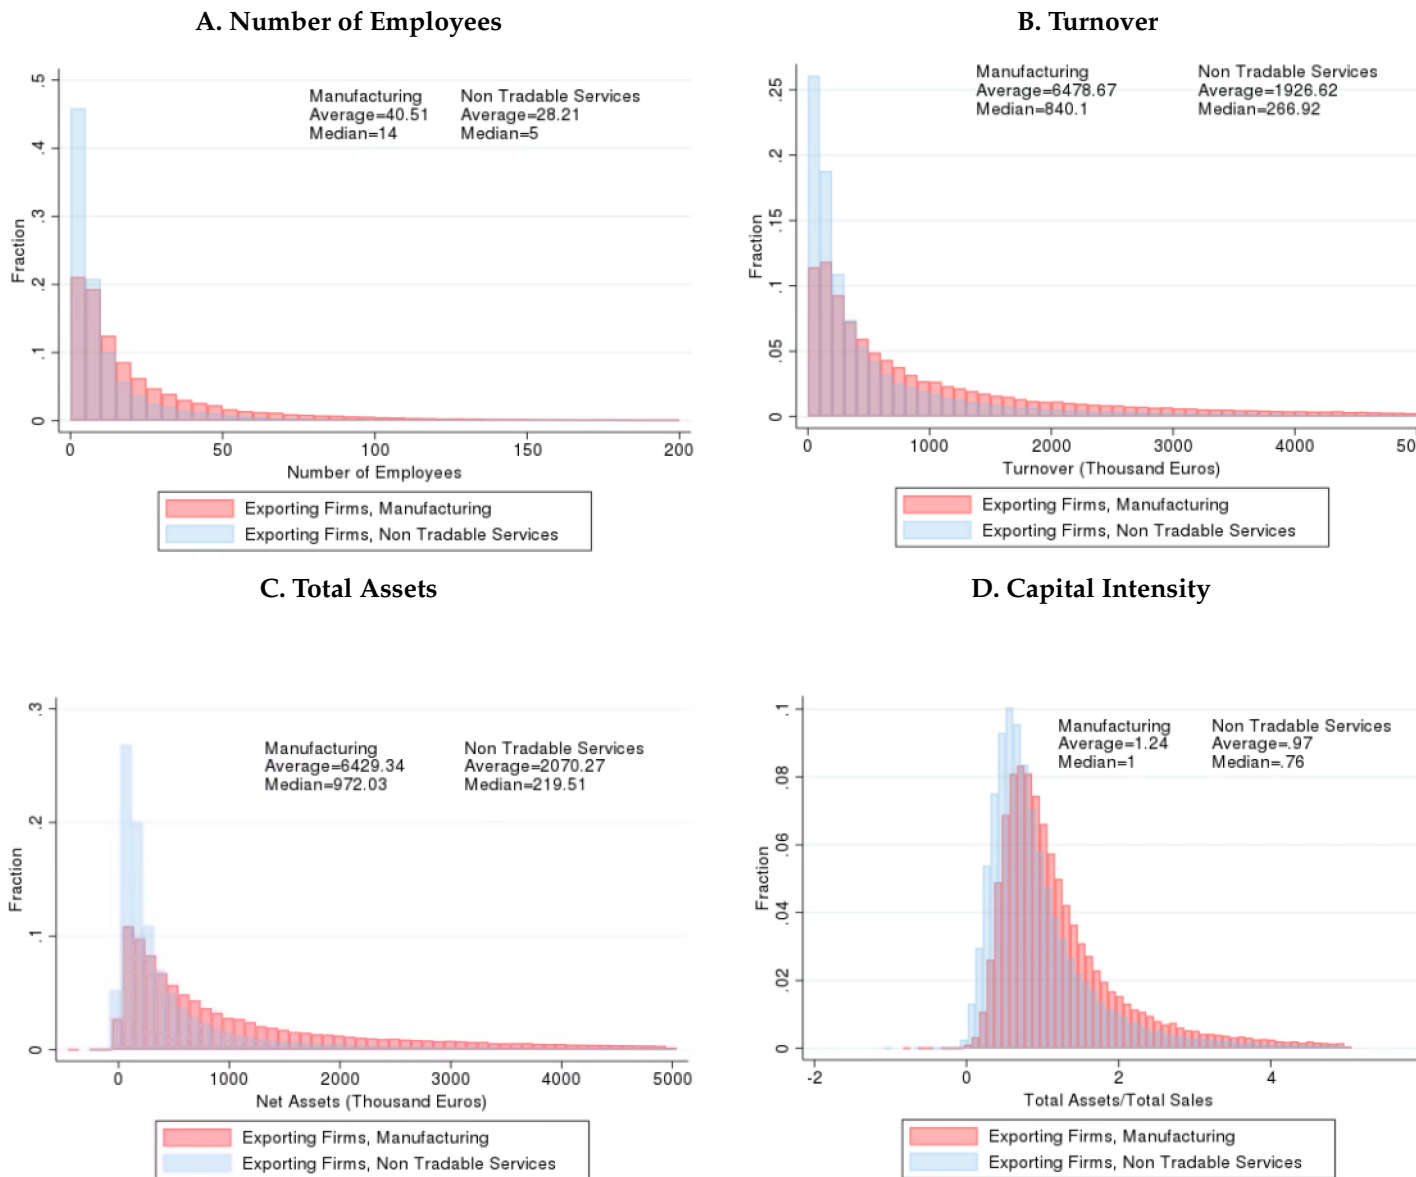 A. Number of Employees
.5
.4
.3
.2
.1
0
Fraction
Manufacturing Non Tradable Services
Average=40.51 Average=28.21
Median=14 Median=5
0 50 100 150 200
Number of Employees
Exporting Firms, Manufacturing
Exporting Firms, Non Tradable Services
B. Turnover
.25
.2
.15
.1
.05
0
Fraction
Manufacturing Non Tradable Services
Average=6478.67 Average=1926.62
Median=840.1 Median=266.92
0 1000 2000 3000 4000 50
Turnover (Thousand Euros)
Exporting Firms, Manufacturing
Exporting Firms, Non Tradable Services
C. Total Assets
.3
.2
.1
0
Fraction
Manufacturing Non Tradable Services
Average=6429.34 Average=2070.27
Median=972.03 Median=219.51
0 1000 2000 3000 4000 5000
Net Assets (Thousand Euros)
Exporting Firms, Manufacturing
Exporting Firms, Non Tradable Services
D. Capital Intensity
.1
.08
.06
.04
.02
0
Fraction
Manufacturing Non Tradable Services
Average=1.24 Average=.97
Median=1 Median=.76
-2 0 2 4
Total Assets/Total Sales
Exporting Firms, Manufacturing
Exporting Firms, Non Tradable Services